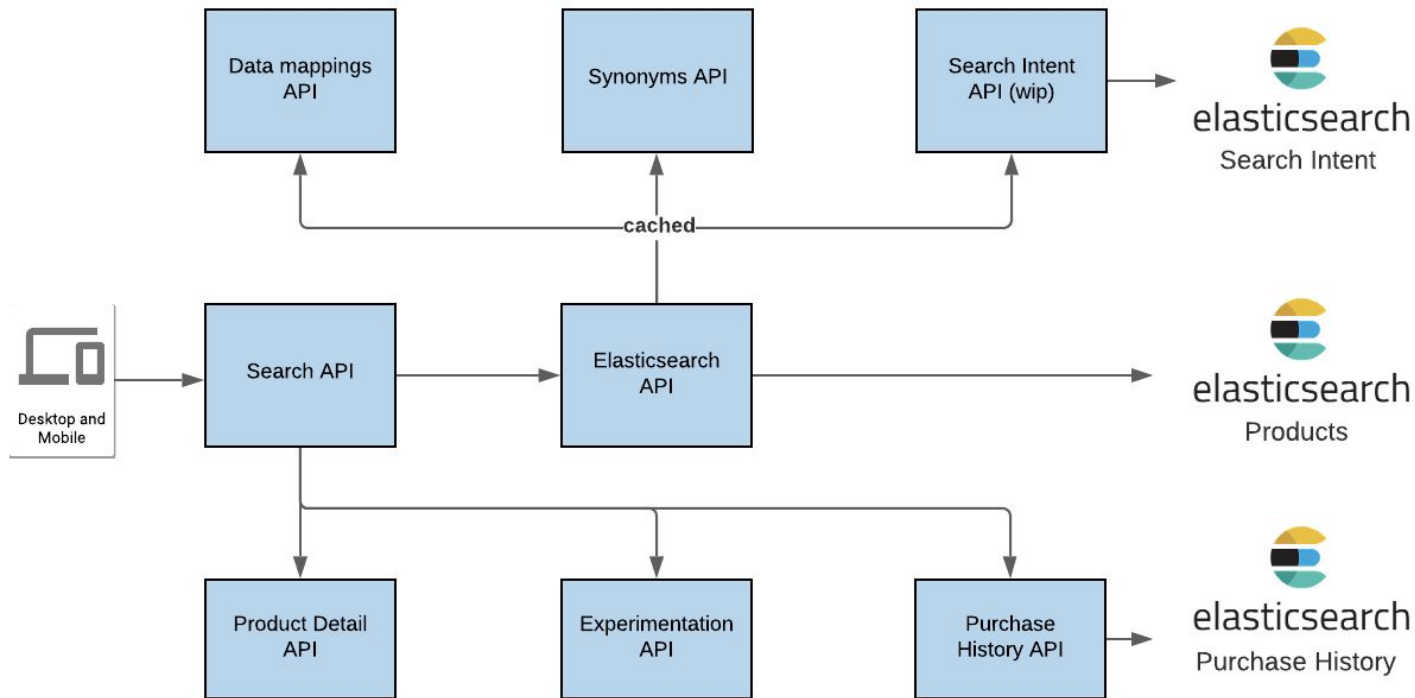 Data mappings
API
Synonyms API
Search Intent
API (wip)
elasticsearch
Search Intent
cached
Desktop and
Mobile
Search API
Elasticsearch
API
elasticsearch
Products
Product Detail
API
Experimentation
API
Purchase
History API
elasticsearch
Purchase History